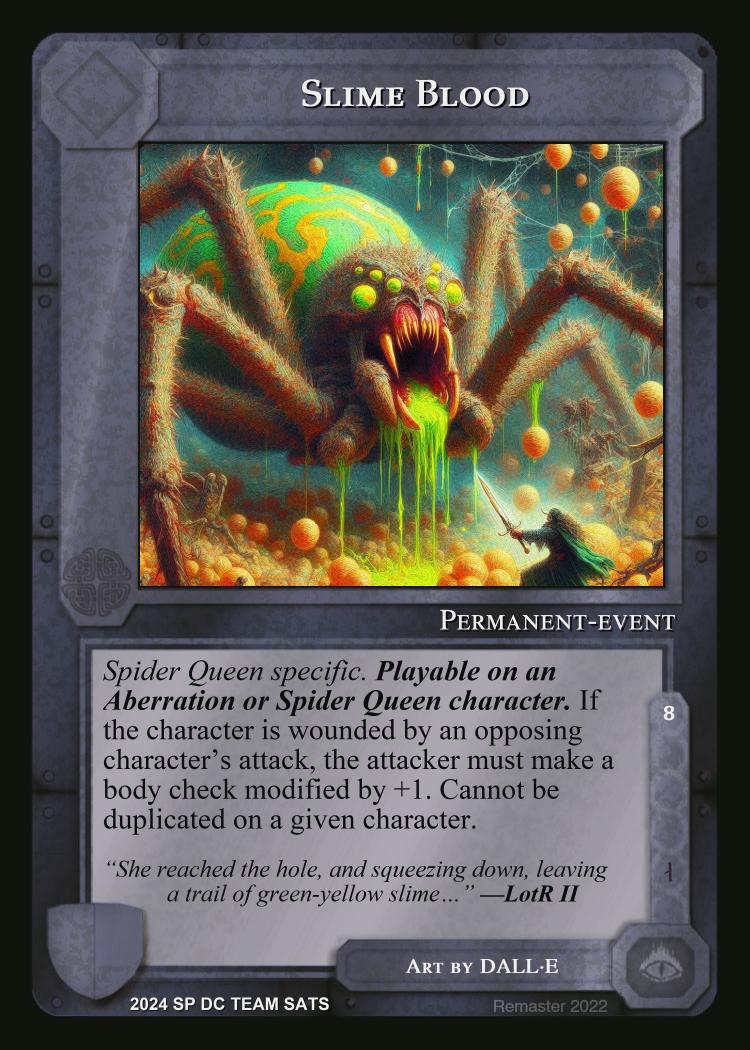 Slime Blood
Permanent-event
Spider Queen specific. Playable on an
Aberration or Spider Queen character. If
the character is wounded by an opposing
character’s attack, the attacker must make a
body check modified by +1. Cannot be
duplicated on a given character.
8
“She reached the hole, and squeezing down, leaving
a trail of green-yellow slime…” —LotR II
Art by DALL·E
2024 SP DC TEAM SATS
Remaster 2022